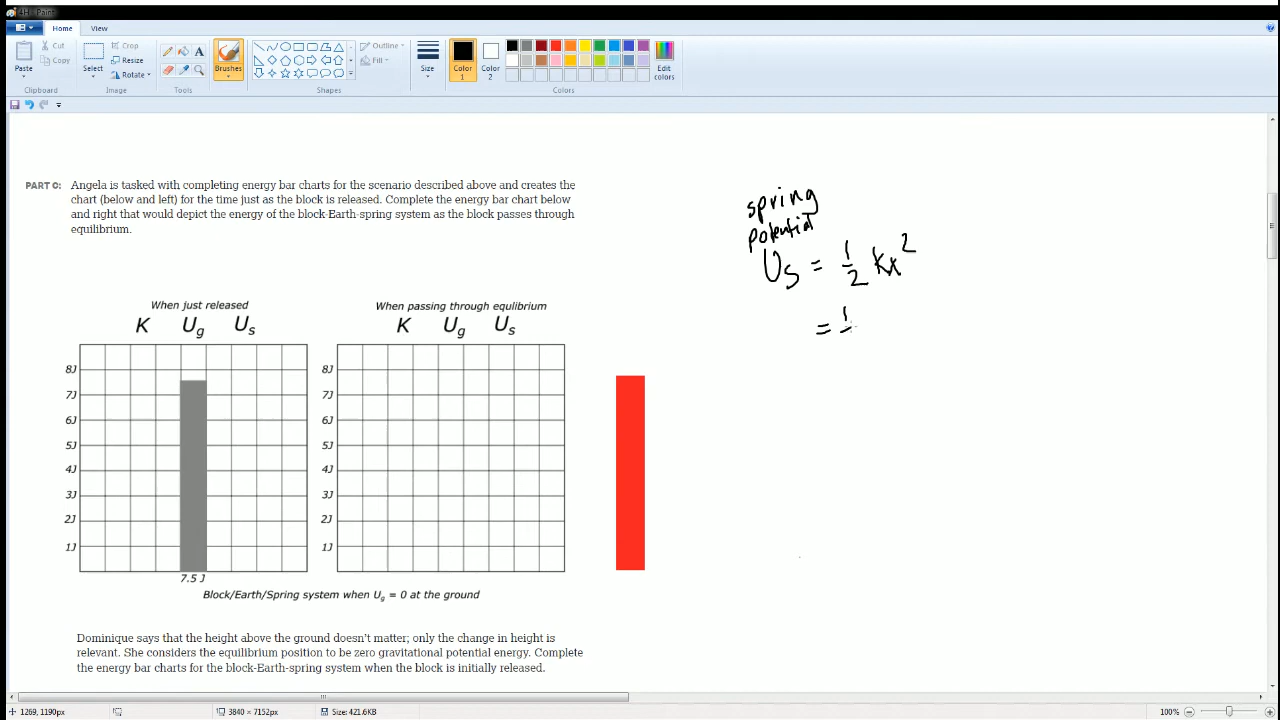 4H - Paint
Home
View
Paste
Cut
Copy
Clipboard
Select
Crop
Resize
Rotate
Image
A
Tools
Brushes
Outline
Fill
Shapes
Size
Color
1
Color
2
Edit
colors
Colors
PART C: Angela is tasked with completing energy bar charts for the scenario described above and creates the
chart (below and left) for the time just as the block is released. Complete the energy bar chart below
and right that would depict the energy of the block-Earth-spring system as the block passes through
equilibrium.
spring
potential
Us = 1/2 kx²
= 1
When just released
K Ug Us
8J
7J
6J
5J
4J
3J
2J
1J
7.5 J
When passing through equlibrium
K Ug Us
8J
7J
6J
5J
4J
3J
2J
1J
Block/Earth/Spring system when Ug = 0 at the ground
Dominique says that the height above the ground doesn't matter; only the change in height is
relevant. She considers the equilibrium position to be zero gravitational potential energy. Complete
the energy bar charts for the block-Earth-spring system when the block is initially released.
1269, 1190px
3840 × 7152px
Size: 421.6KB
100%